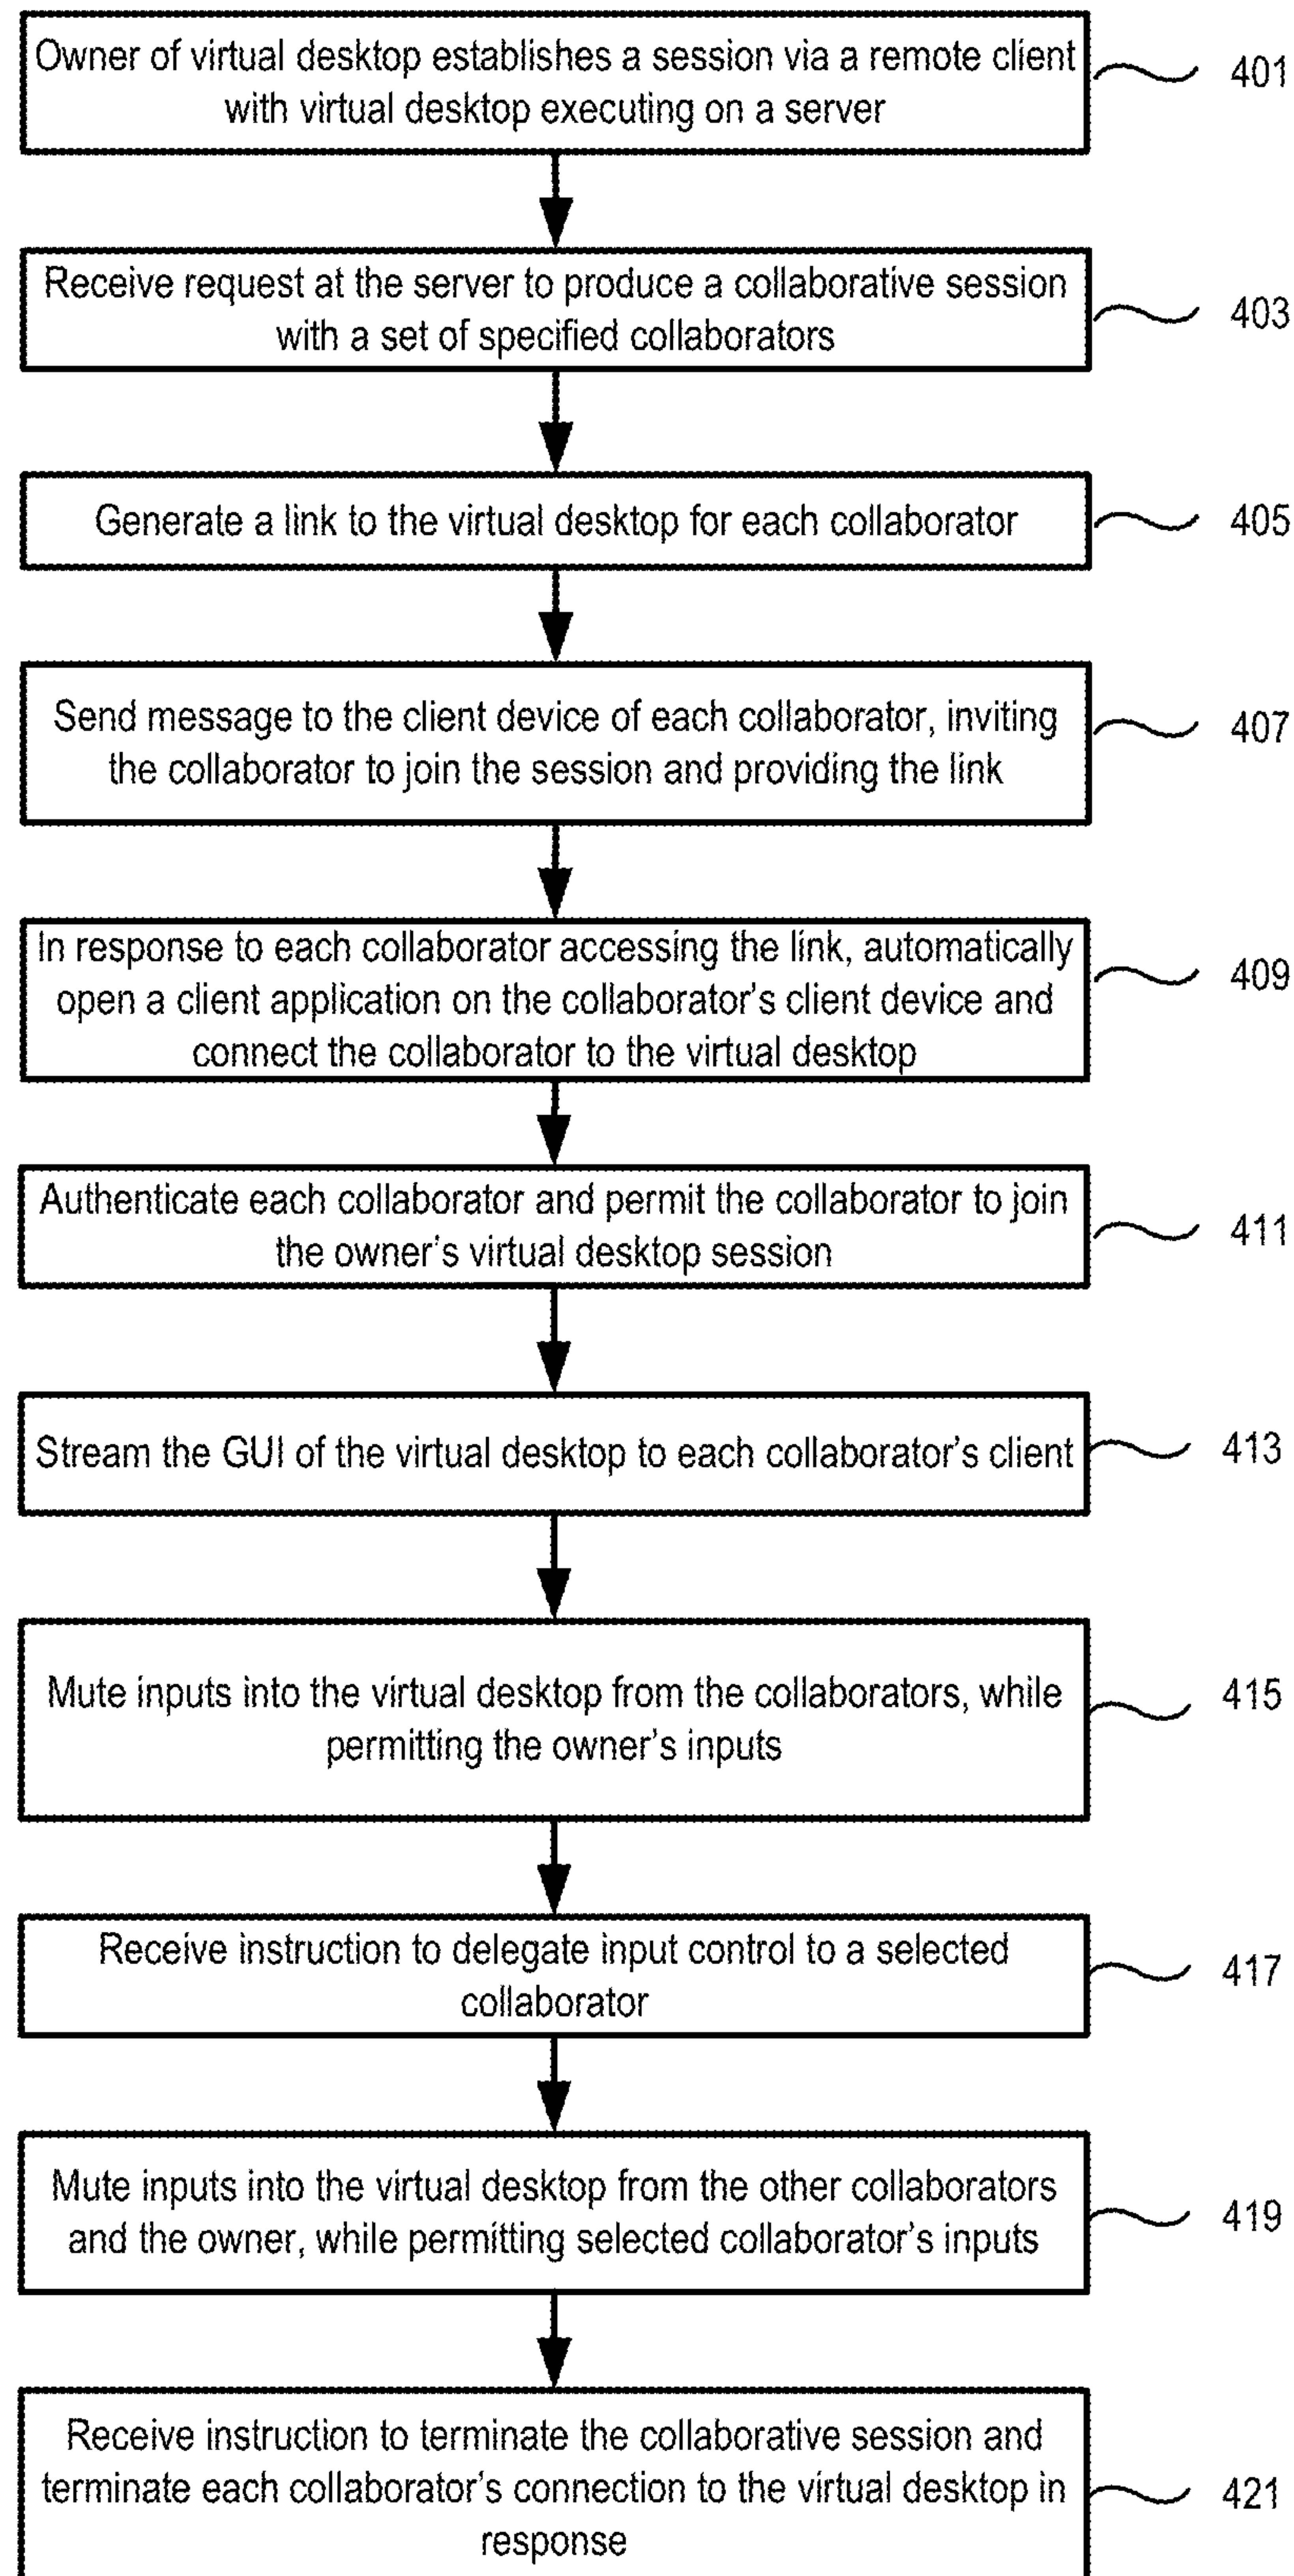 Owner of virtual desktop establishes a session via a remote client
with virtual desktop executing on a server
401
Receive request at the server to produce a collaborative session
with a set of specified collaborators
403
Generate a link to the virtual desktop for each collaborator
405
Send message to the client device of each collaborator, inviting
the collaborator to join the session and providing the link
407
In response to each collaborator accessing the link, automatically
open a client application on the collaborator's client device and
connect the collaborator to the virtual desktop
409
Authenticate each collaborator and permit the collaborator to join
the owner's virtual desktop session
411
Stream the GUI of the virtual desktop to each collaborator's client
413
Mute inputs into the virtual desktop from the collaborators, while
permitting the owner's inputs
415
Receive instruction to delegate input control to a selected
collaborator
417
Mute inputs into the virtual desktop from the other collaborators
and the owner, while permitting selected collaborator's inputs
419
Receive instruction to terminate the collaborative session and
terminate each collaborator's connection to the virtual desktop in
response
421